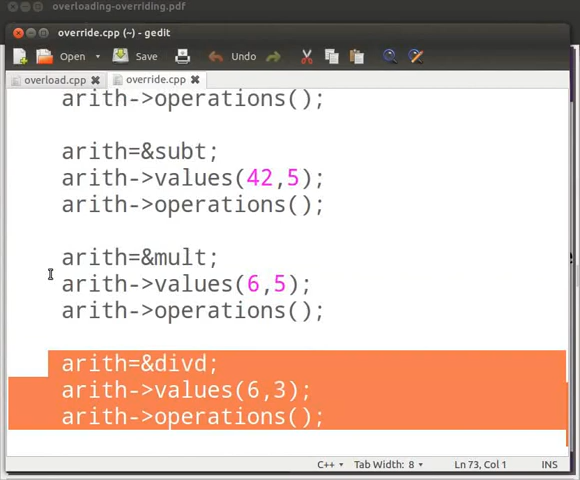 overloading-overriding.pdf
override.cpp (~) - gedit
Open Save Undo
overload.cpp override.cpp
arith->operations();
arith=&subt;
arith->values(42,5);
arith->operations();
arith=&mult;
arith->values(6,5);
arith->operations();
arith=&divd;
arith->values(6,3);
arith->operations();
C++ Tab Width: 8 Ln 73, Col 1 INS